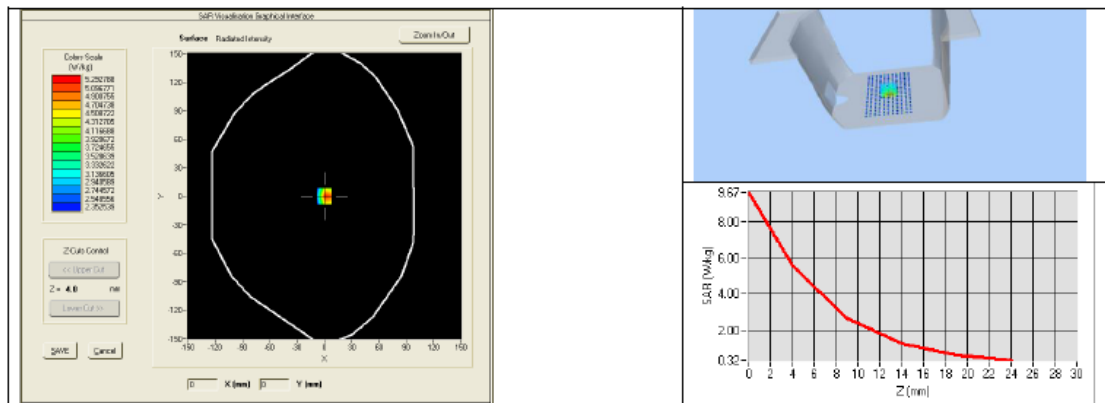 SAR Visualisation Graphical Interface
Surface Radiated Intensity
Zoom In/Out
Colors Scale
(W/kg)
5.292788
5.096771
4.900755
4.704738
4.508722
4.312705
4.116688
3.920672
3.724655
3.528639
3.332622
3.136605
2.940589
2.744572
2.548556
2.352539
Z Cuts Control
<< Upper Cut
Z = 4.0 mm
Lower Cut >>
SAVE
Cancel
150
120
90
60
30
0
-30
-60
-90
-120
-150
Y
-150 -120 -90 -60 -30 0 30 60 90 120 150
X
0 X (mm) 0 Y (mm)
9.67
8.00
6.00
4.00
2.00
0.32
SAR (W/kg)
0 2 4 6 8 10 12 14 16 18 20 22 24 26 28 30
Z (mm)